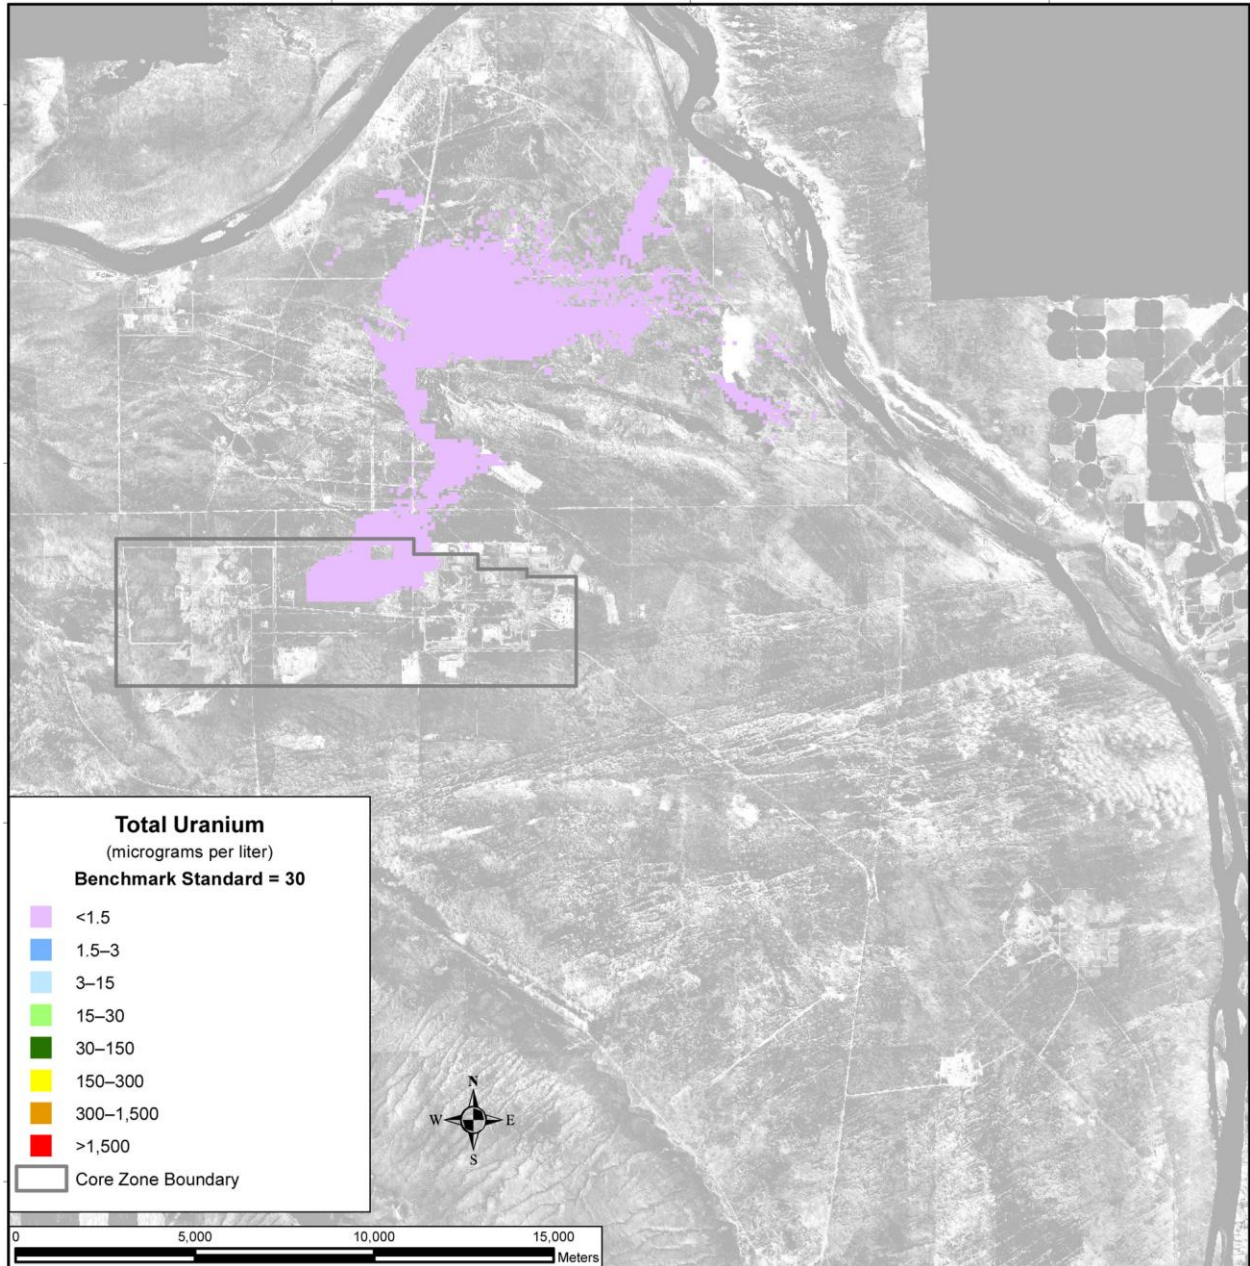 Total Uranium
(micrograms per liter)
Benchmark Standard = 30
<1.5
1.5–3
3–15
15–30
30–150
150–300
300–1,500
>1,500
Core Zone Boundary
N
W E
S
0 5,000 10,000 15,000
Meters